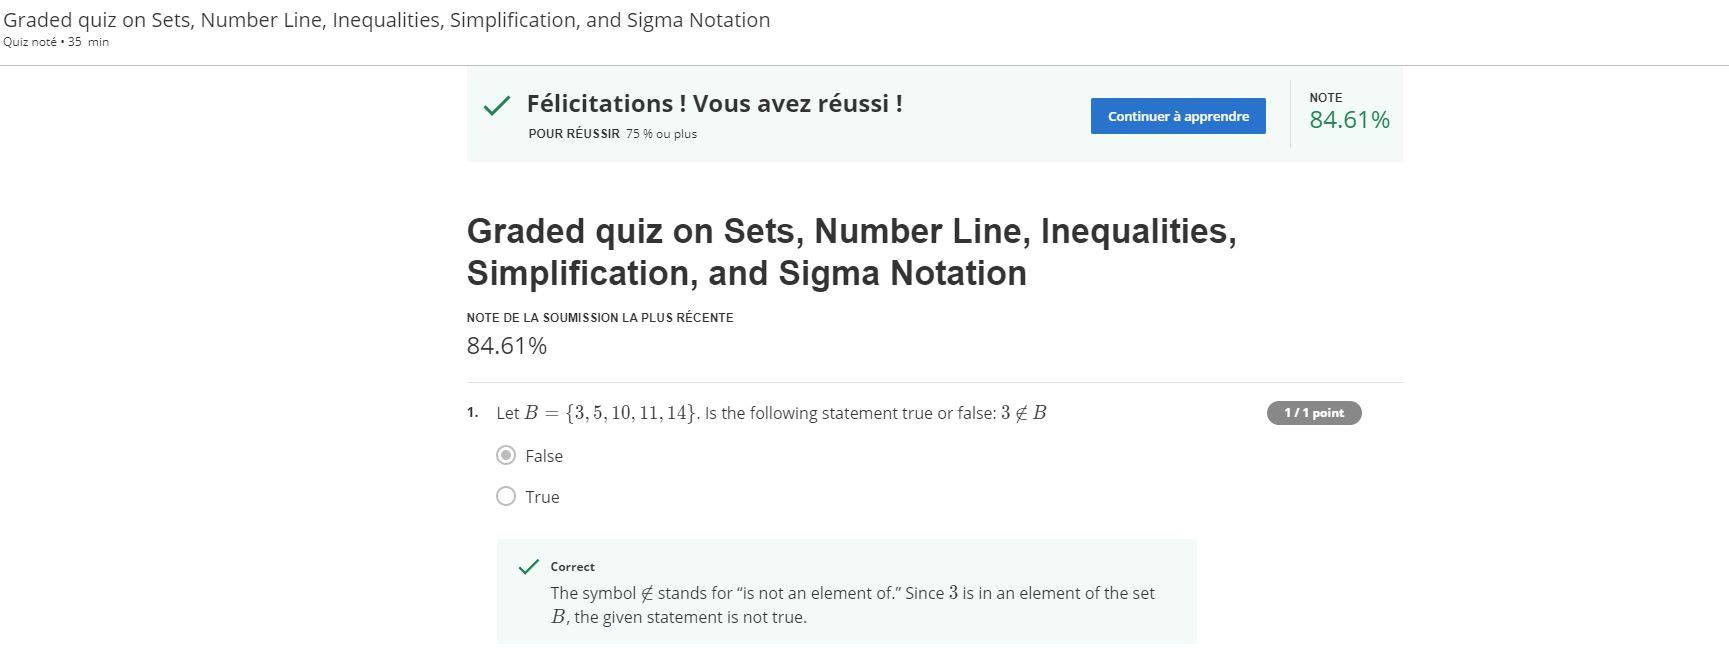 Graded quiz on Sets, Number Line, Inequalities, Simplification, and Sigma Notation
Quiz noté • 35 min
Félicitations ! Vous avez réussi !
POUR RÉUSSIR 75 % ou plus
Continuer à apprendre
NOTE
84.61%
Graded quiz on Sets, Number Line, Inequalities,
Simplification, and Sigma Notation
NOTE DE LA SOUMISSION LA PLUS RÉCENTE
84.61%
1. Let B = {3, 5, 10, 11, 14}. Is the following statement true or false: 3 ∉ B
1 / 1 point
False
True
Correct
The symbol ∉ stands for “is not an element of.” Since 3 is in an element of the set
B, the given statement is not true.